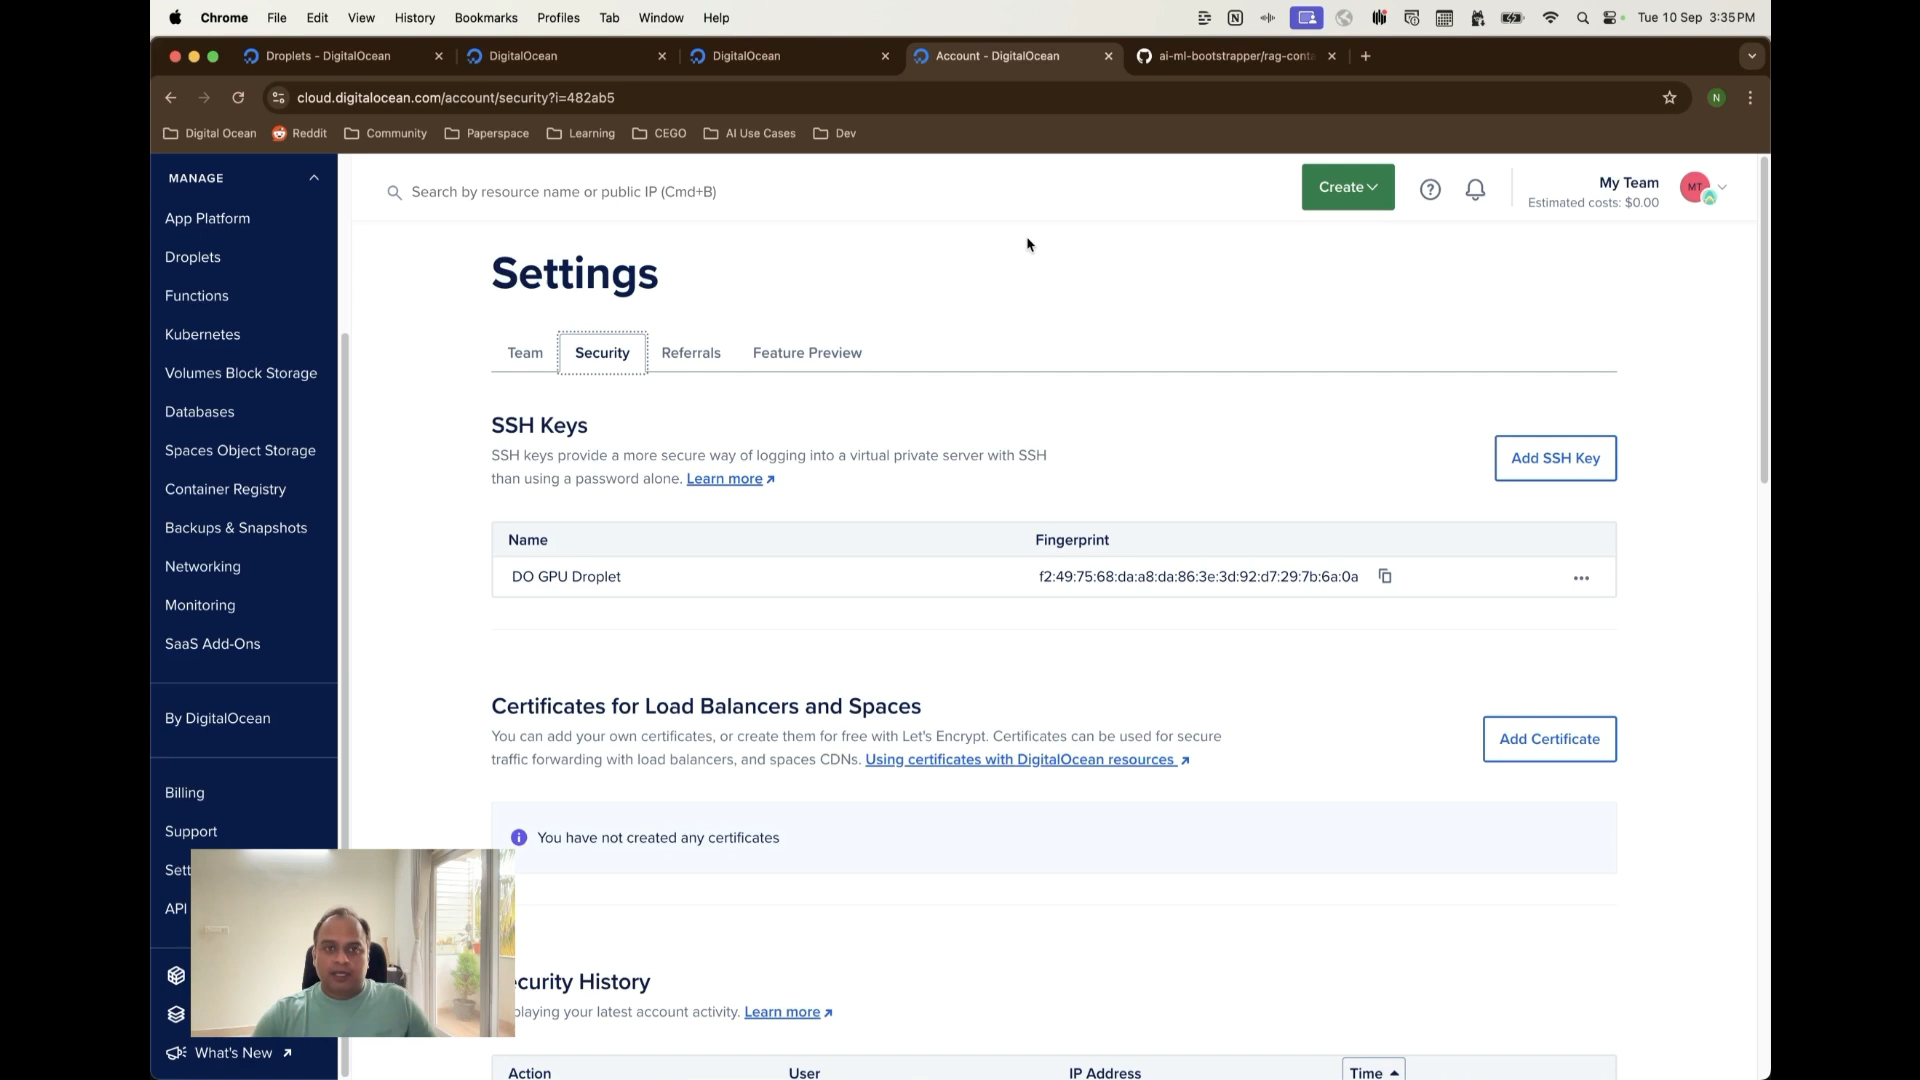 Chrome File Edit View History Bookmarks Profiles Tab Window Help Tue 10 Sep 3:35 PM
Droplets - DigitalOcean DigitalOcean DigitalOcean Account - DigitalOcean ai-ml-bootstrapper/rag-conta
cloud.digitalocean.com/account/security?i=482ab5 N
Digital Ocean Reddit Community Paperspace Learning CEGO AI Use Cases Dev
MANAGE
App Platform
Droplets
Functions
Kubernetes
Volumes Block Storage
Databases
Spaces Object Storage
Container Registry
Backups & Snapshots
Networking
Monitoring
SaaS Add-Ons
By DigitalOcean
Billing
Support
Sett
API
What's New
Search by resource name or public IP (Cmd+B)
Create
My Team
Estimated costs: $0.00
MT
Settings
Team Security Referrals Feature Preview
SSH Keys
SSH keys provide a more secure way of logging into a virtual private server with SSH
than using a password alone. Learn more
Add SSH Key
Name Fingerprint
DO GPU Droplet f2:49:75:68:da:a8:da:86:3e:3d:92:d7:29:7b:6a:0a
Certificates for Load Balancers and Spaces
You can add your own certificates, or create them for free with Let's Encrypt. Certificates can be used for secure
traffic forwarding with load balancers, and spaces CDNs. Using certificates with DigitalOcean resources
Add Certificate
You have not created any certificates
ecurity History
playing your latest account activity. Learn more
Action User IP Address Time